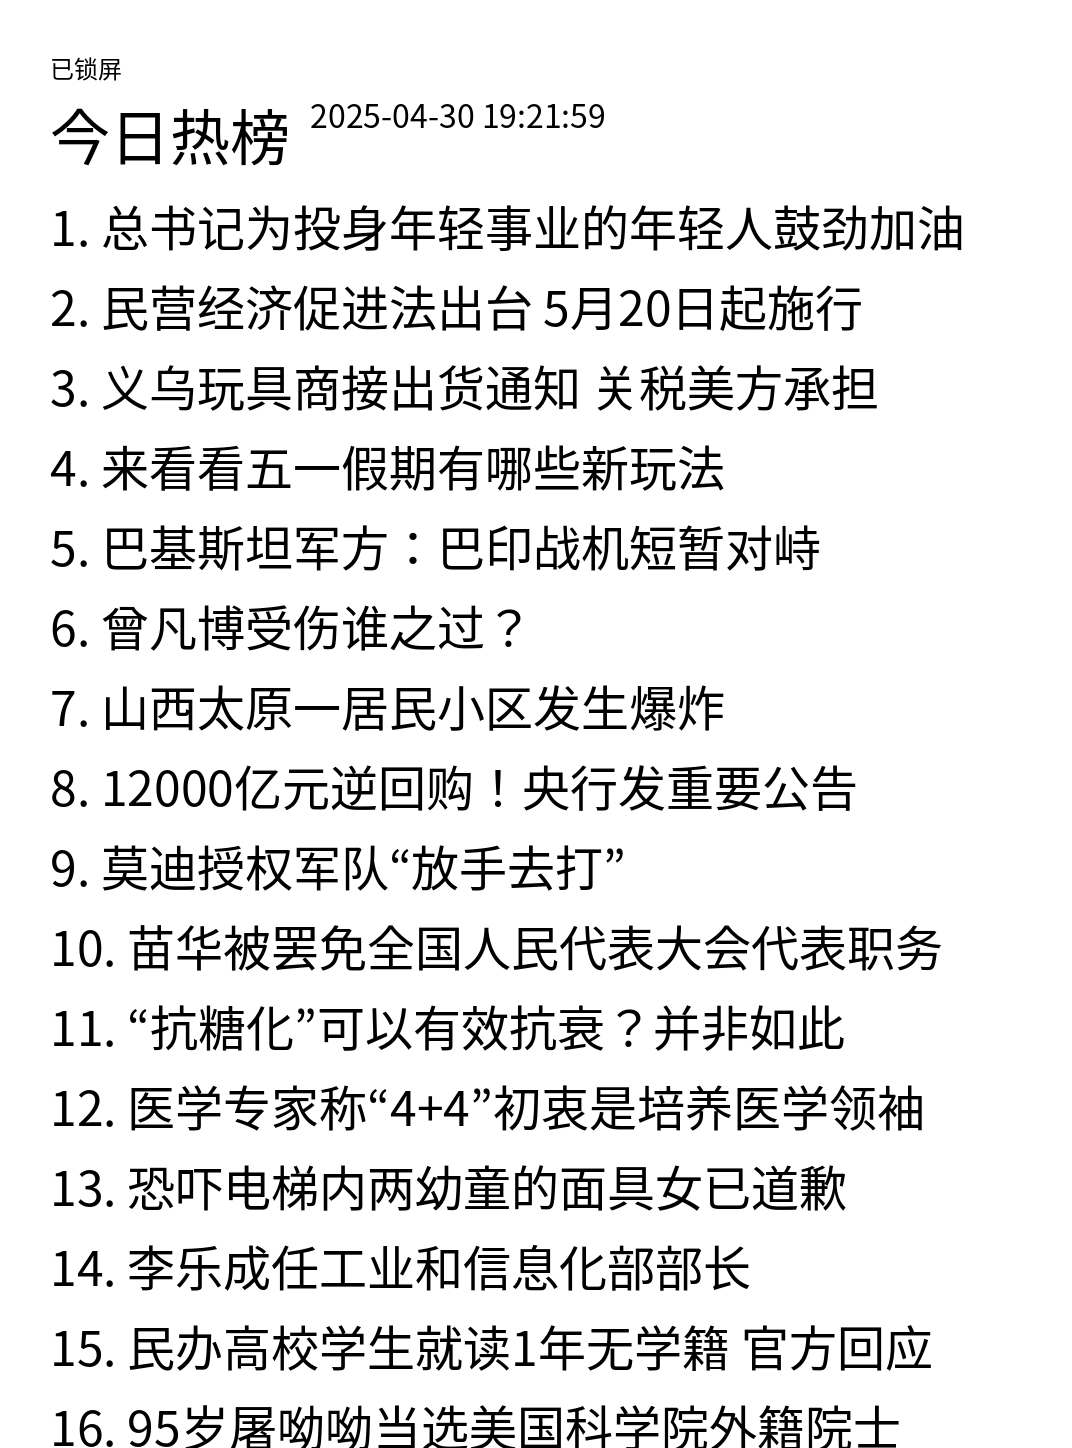 已锁屏
今日热榜 2025-04-30 19:21:59
1. 总书记为投身年轻事业的年轻人鼓劲加油
2. 民营经济促进法出台 5月20日起施行
3. 义乌玩具商接出货通知 关税美方承担
4. 来看看五一假期有哪些新玩法
5. 巴基斯坦军方：巴印战机短暂对峙
6. 曾凡博受伤谁之过？
7. 山西太原一居民小区发生爆炸
8. 12000亿元逆回购！央行发重要公告
9. 莫迪授权军队“放手去打”
10. 苗华被罢免全国人民代表大会代表职务
11. “抗糖化”可以有效抗衰？并非如此
12. 医学专家称“4+4”初衷是培养医学领袖
13. 恐吓电梯内两幼童的面具女已道歉
14. 李乐成任工业和信息化部部长
15. 民办高校学生就读1年无学籍 官方回应
16. 95岁屠呦呦当选美国科学院外籍院士